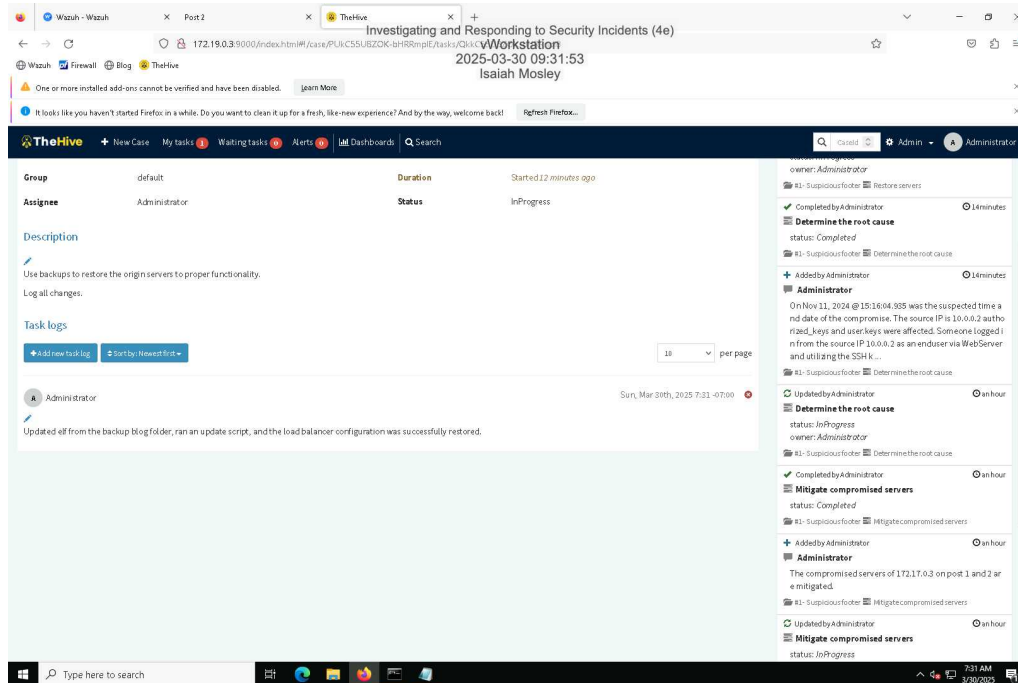 Wazuh - Wazuh
Post 2
TheHive
Investigating and Responding to Security Incidents (4e)
vWorkstation
2025-03-30 09:31:53
Isaiah Mosley
172.19.0.3:9000/index.html#!/case/PUkC55UBZOK-bHRRmplE/tasks/
Wazuh Firewall Blog TheHive
One or more installed add-ons cannot be verified and have been disabled. Learn More
It looks like you haven't started Firefox in a while. Do you want to clean it up for a fresh, like-new experience? And by the way, welcome back! Refresh Firefox...
TheHive + New Case My tasks 1 Waiting tasks 0 Alerts 0 Dashboards Search CaseId Admin A Administrator
Group default Duration Started 12 minutes ago
Assignee Administrator Status InProgress
Description
Use backups to restore the origin servers to proper functionality.
Log all changes.
Task logs
+ Add new task log Sort by: Newest first 10 per page
A Administrator Sun, Mar 30th, 2025 7:31 -07:00
Updated elf from the backup blog folder, ran an update script, and the load balancer configuration was successfully restored.
owner: Administrator
#1- Suspicious footer Restore servers
Completed by Administrator 14 minutes
Determine the root cause
status: Completed
#1- Suspicious footer Determine the root cause
Added by Administrator 14 minutes
Administrator
On Nov 11, 2024 @ 15:16:04.935 was the suspected time a
nd date of the compromise. The source IP is 10.0.0.2 autho
rized_keys and user.keys were affected. Someone logged i
n from the source IP 10.0.0.2 as an enduser via WebServer
and utilizing the SSH k ...
#1- Suspicious footer Determine the root cause
Updated by Administrator an hour
Determine the root cause
status: InProgress
owner: Administrator
#1- Suspicious footer Determine the root cause
Completed by Administrator an hour
Mitigate compromised servers
status: Completed
#1- Suspicious footer Mitigate compromised servers
Added by Administrator an hour
Administrator
The compromised servers of 172.17.0.3 on post 1 and 2 ar
e mitigated.
#1- Suspicious footer Mitigate compromised servers
Updated by Administrator an hour
Mitigate compromised servers
status: InProgress
Type here to search
7:31 AM
3/30/2025